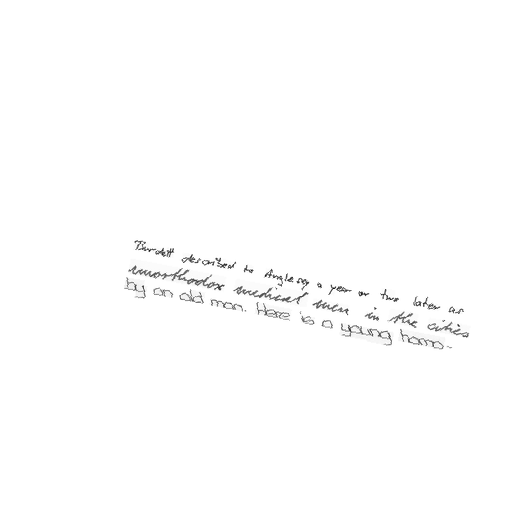 Burdett described to Anglesey a year or two later as
unorthodox medical men in the cities
by an old man. Here is a young homo-